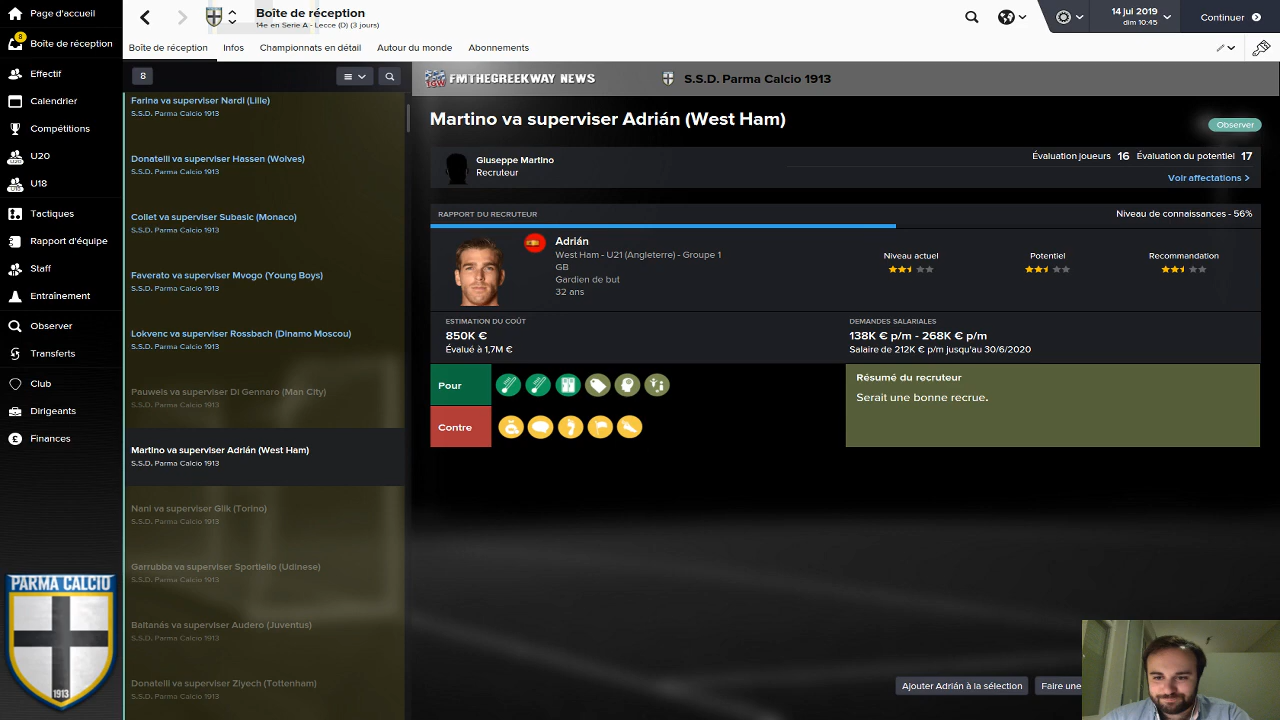 Page d'accueil
Boîte de réception
8
Effectif
Calendrier
Compétitions
U20
U20
U18
U18
Tactiques
Rapport d'équipe
Staff
Entraînement
Observer
Transferts
Club
Dirigeants
Finances
PARMA CALCIO
1913
Boîte de réception
14e en Serie A - Lecce (D) (3 jours)
14 jul 2019
dim 10:45
Continuer
Boîte de réception Infos Championnats en détail Autour du monde Abonnements
8
Farina va superviser Nardi (Lille)
S.S.D. Parma Calcio 1913
Donatelli va superviser Hassen (Wolves)
S.S.D. Parma Calcio 1913
Collet va superviser Subasic (Monaco)
S.S.D. Parma Calcio 1913
Faverato va superviser Mvogo (Young Boys)
S.S.D. Parma Calcio 1913
Lokvenc va superviser Rossbach (Dinamo Moscou)
S.S.D. Parma Calcio 1913
Pauwels va superviser Di Gennaro (Man City)
S.S.D. Parma Calcio 1913
Martino va superviser Adrián (West Ham)
S.S.D. Parma Calcio 1913
Nani va superviser Glik (Torino)
S.S.D. Parma Calcio 1913
Garrubba va superviser Sportiello (Udinese)
S.S.D. Parma Calcio 1913
Baltanás va superviser Audero (Juventus)
S.S.D. Parma Calcio 1913
Donatelli va superviser Ziyech (Tottenham)
S.S.D. Parma Calcio 1913
FMTHEGREEKWAY NEWS
S.S.D. Parma Calcio 1913
Martino va superviser Adrián (West Ham)
Observer
Giuseppe Martino
Recruteur
Évaluation joueurs 16 Évaluation du potentiel 17
Voir affectations >
RAPPORT DU RECRUTEUR
Niveau de connaissances - 56%
Adrián
West Ham - U21 (Angleterre) - Groupe 1
GB
Gardien de but
32 ans
Niveau actuel
Potentiel
Recommandation
ESTIMATION DU COÛT
850K €
Évalué à 1,7M €
DEMANDES SALARIALES
138K € p/m - 268K € p/m
Salaire de 212K € p/m jusqu'au 30/6/2020
Pour
Contre
Résumé du recruteur
Serait une bonne recrue.
Ajouter Adrián à la sélection
Faire une